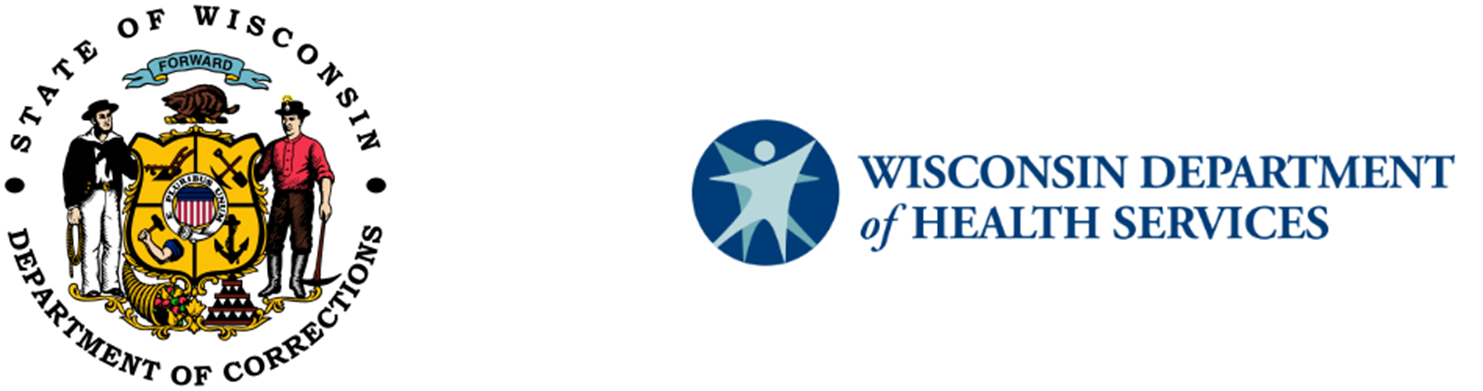 STATE OF WISCONSIN
FORWARD
E PLURIBUS UNUM
DEPARTMENT OF CORRECTIONS
WISCONSIN DEPARTMENT
of HEALTH SERVICES